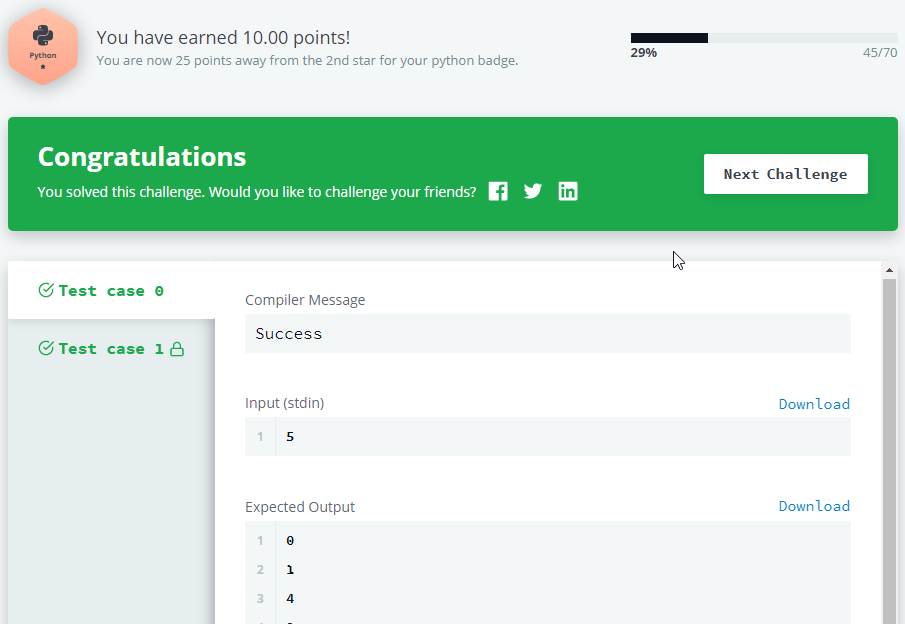 You have earned 10.00 points!
Python
You are now 25 points away from the 2nd star for your python badge.
29%
45/70
Congratulations
You solved this challenge. Would you like to challenge your friends?
Next Challenge
Test case 0
Test case 1
Compiler Message
Success
Input (stdin)
Download
1 5
Expected Output
Download
1 0
2 1
3 4